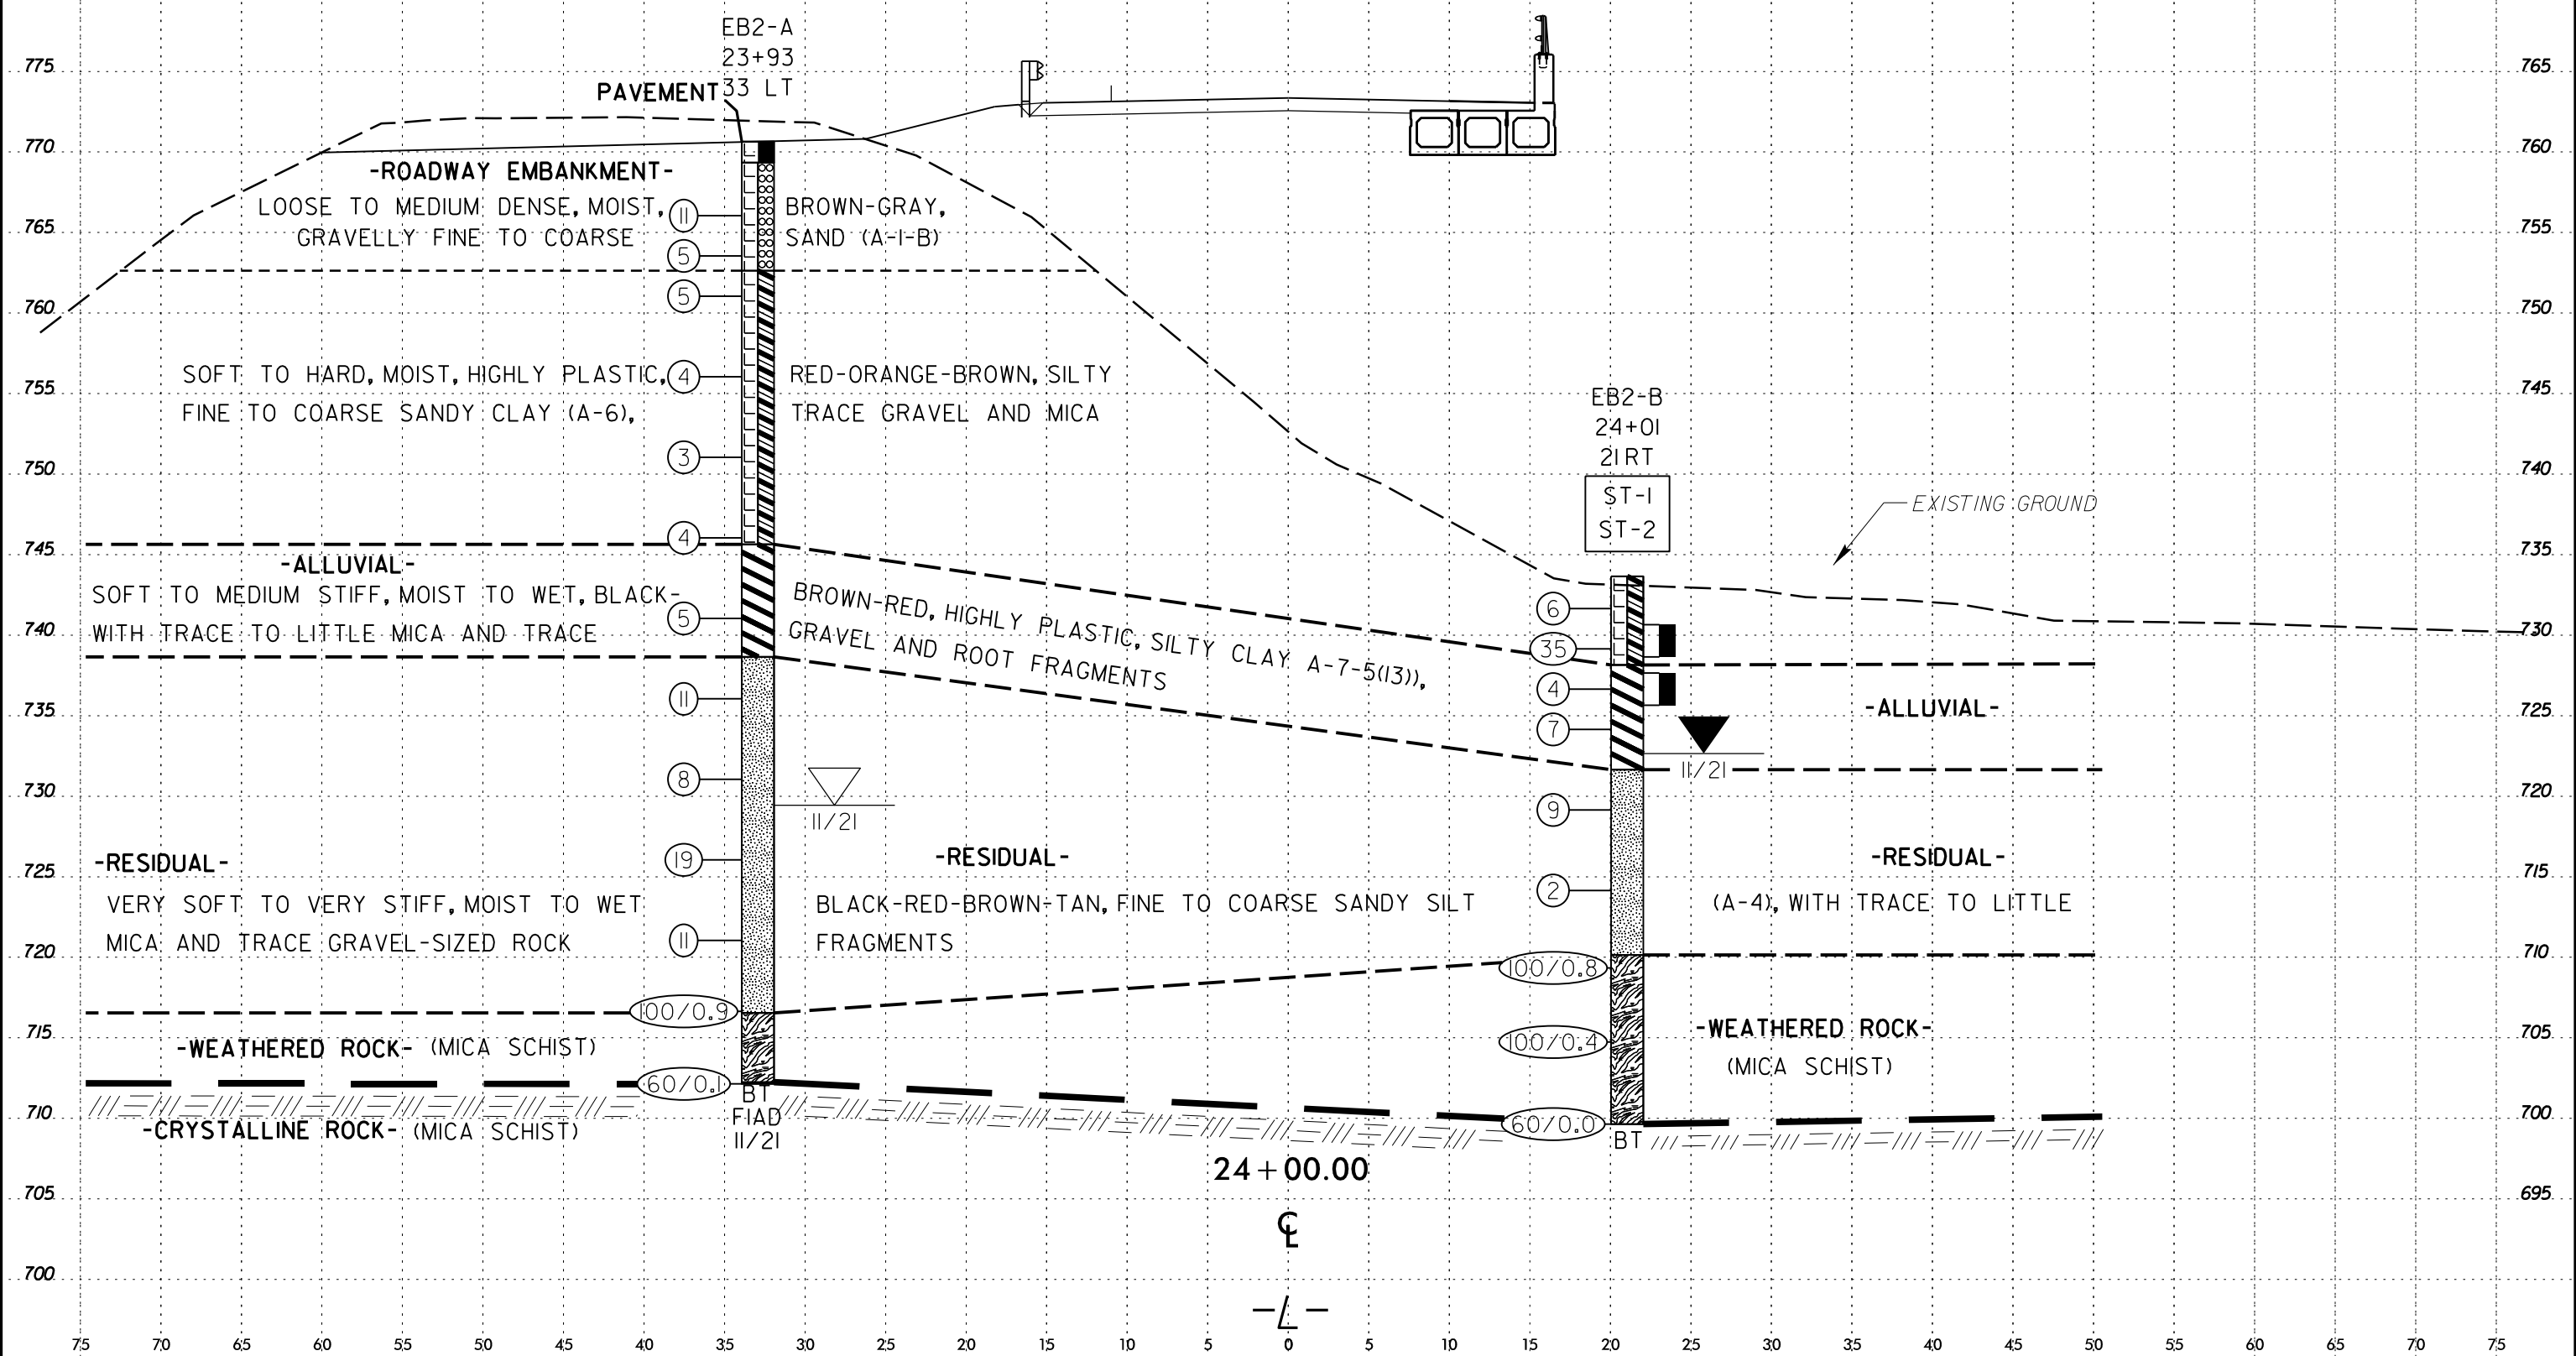 EB2-A
23+93
33 LT
PAVEMENT
775
765
770
760
-ROADWAY EMBANKMENT-
LOOSE TO MEDIUM DENSE, MOIST, 11 BROWN-GRAY,
GRAVELLY FINE TO COARSE SAND (A-1-B)
765
755
5
5
760
750
SOFT TO HARD, MOIST, HIGHLY PLASTIC, 4 RED-ORANGE-BROWN, SILTY
FINE TO COARSE SANDY CLAY (A-6), TRACE GRAVEL AND MICA
755
745
EB2-B
24+01
21 RT
ST-1
ST-2
3
750
740
EXISTING GROUND
4
745
735
-ALLUVIAL-
SOFT TO MEDIUM STIFF, MOIST TO WET, BLACK-
BROWN-RED, HIGHLY PLASTIC, SILTY CLAY A-7-5(13)),
WITH TRACE TO LITTLE MICA AND TRACE
GRAVEL AND ROOT FRAGMENTS
5
6
35
4
7
740
730
-ALLUVIAL-
11
735
725
11/21
8
11/21
9
730
720
19
2
725
715
-RESIDUAL-
-RESIDUAL-
-RESIDUAL-
VERY SOFT TO VERY STIFF, MOIST TO WET BLACK-RED-BROWN-TAN, FINE TO COARSE SANDY SILT (A-4), WITH TRACE TO LITTLE
MICA AND TRACE GRAVEL-SIZED ROCK 11 FRAGMENTS
720
710
100/0.9
100/0.8
715
705
-WEATHERED ROCK- (MICA SCHIST)
100/0.4
-WEATHERED ROCK-
(MICA SCHIST)
60/0.1
60/0.0
710
700
-CRYSTALLINE ROCK- (MICA SCHIST)
BT
FIAD
11/21
BT
24+00.00
705
695
CL
700
-L-
75 70 65 60 55 50 45 40 35 30 25 20 15 10 5 0 5 10 15 20 25 30 35 40 45 50 55 60 65 70 75